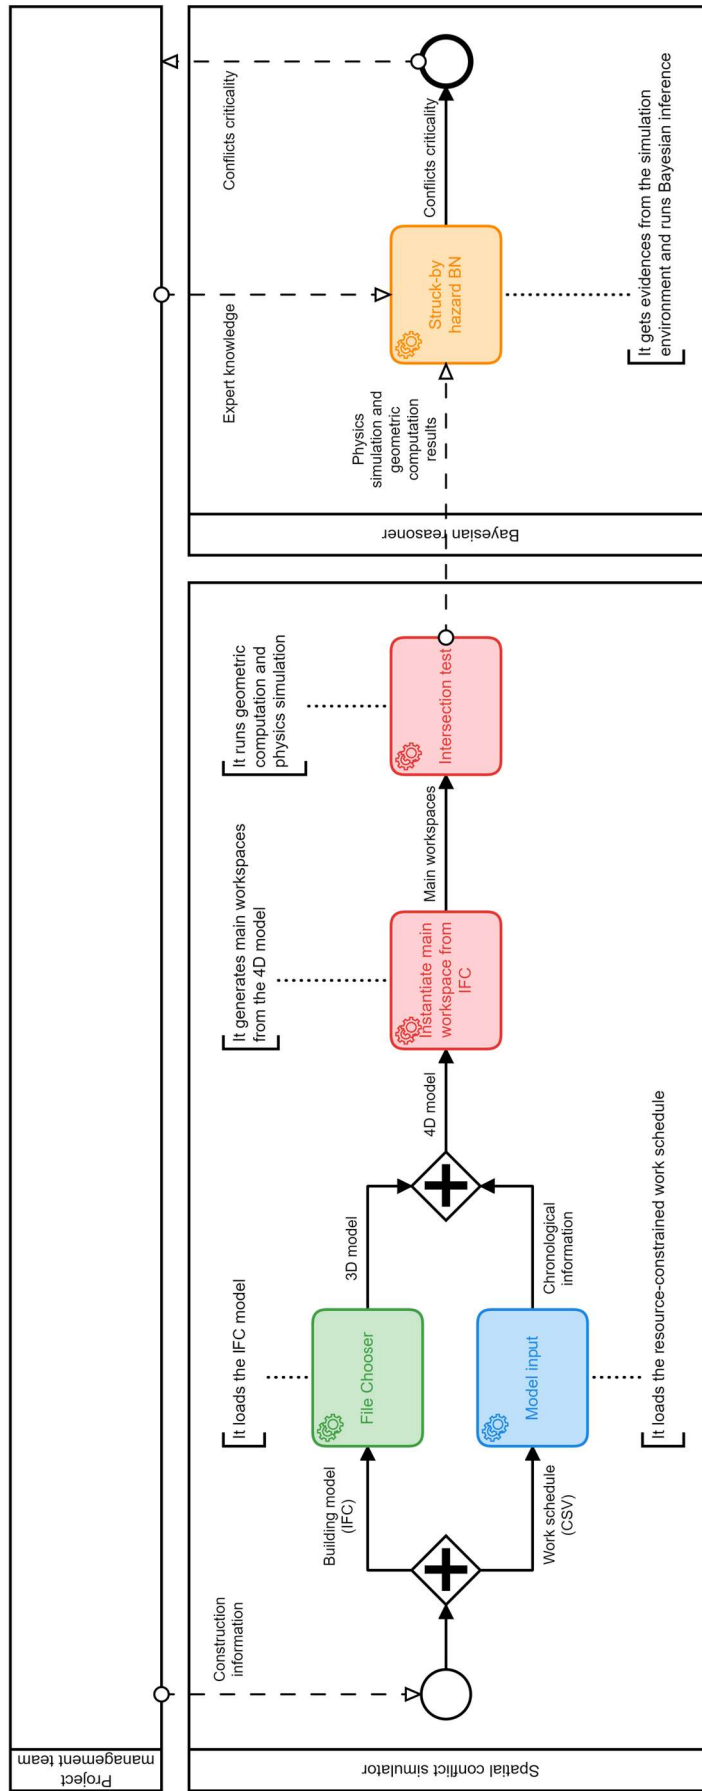 Project
management team
Construction
information
Expert knowledge
Conflicts criticality
Spatial conflict simulator
Building model
(IFC)
Work schedule
(CSV)
It loads the IFC model
File Chooser
Model input
It loads the resource-constrained work schedule
3D model
Chronological
information
4D model
It generates main workspaces
from the 4D model
Instantiate main
workspace from
IFC
Main workspaces
It runs geometric
computation and
physics simulation
Intersection test
Bayesian reasoner
Physics
simulation and
geometric
computation
results
Struck-by
hazard BN
Conflicts criticality
It gets evidences from the simulation
environment and runs Bayesian inference